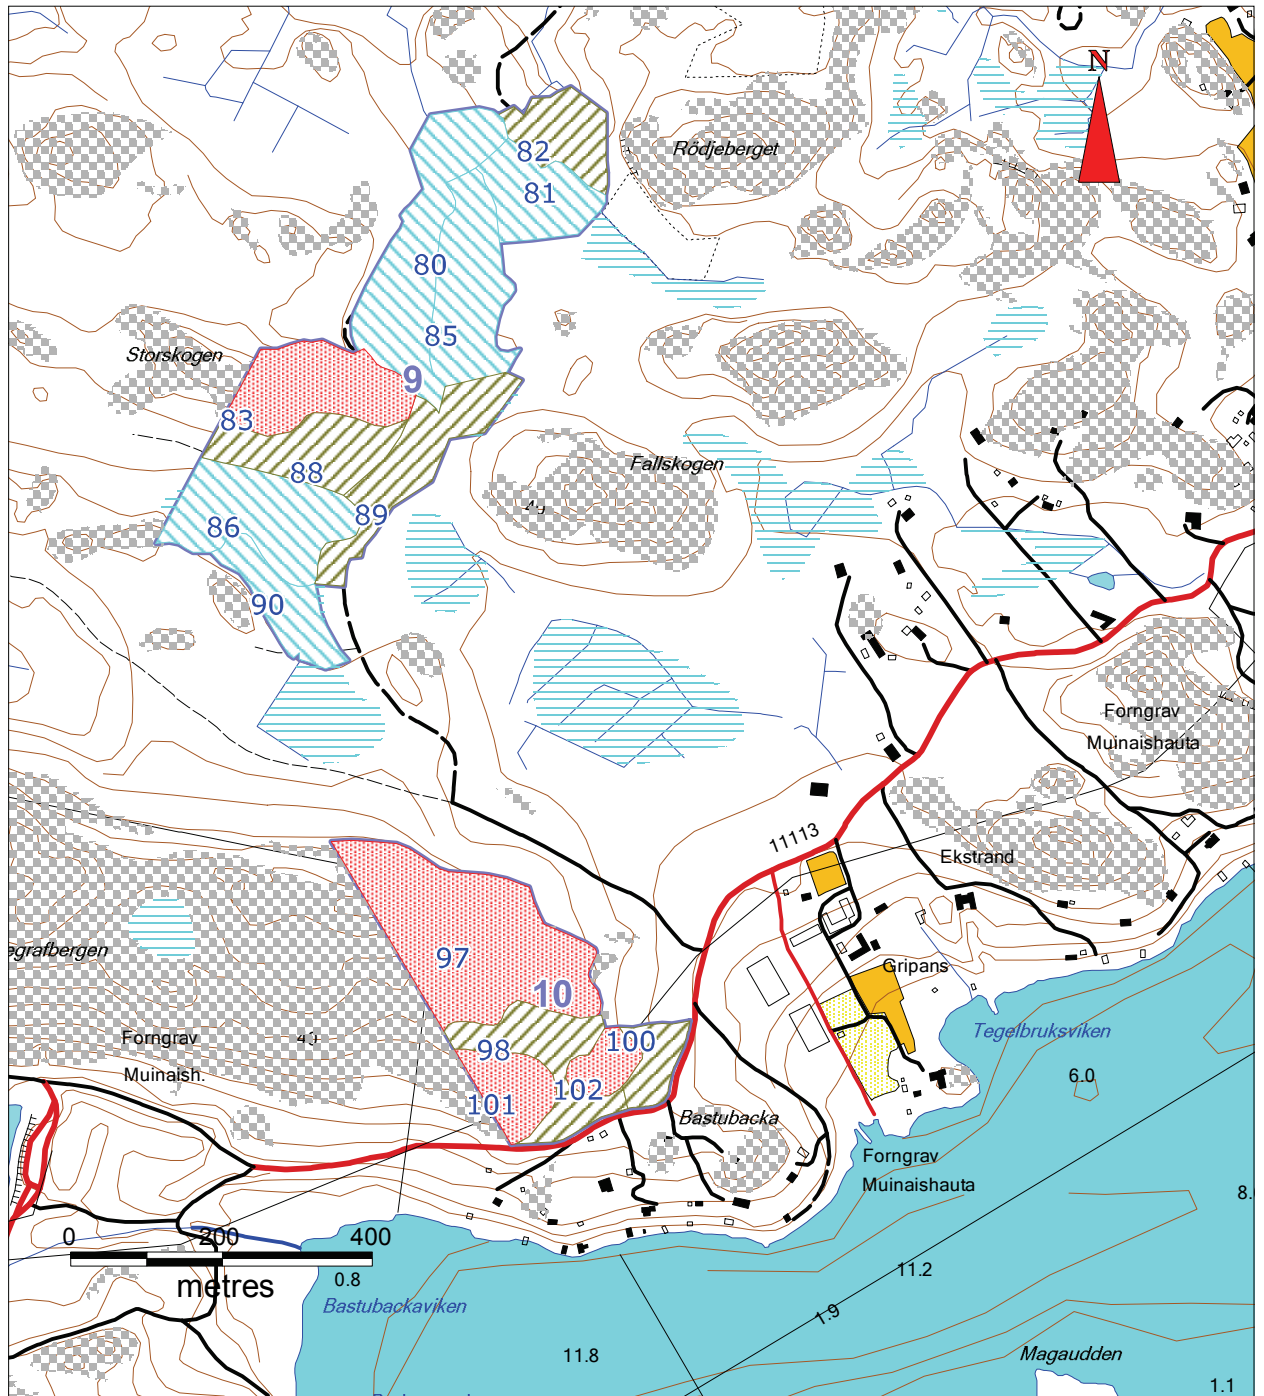 N
82
Rödjeberget
81
80
85
Storskogen
9
83
Fallskogen
88
89
86
90
Forngrav
Muinaishauta
11113
Ekstrand
egrafbergen
97
Gripans
10
Forngrav
98
100
Tegelbruksviken
Muinaish.
102
6.0
101
Bastubacka
Forngrav
Muinaishauta
0 200 400
metres
0.8
11.2
Bastubackaviken
1.9
11.8
Magaudden
1.1